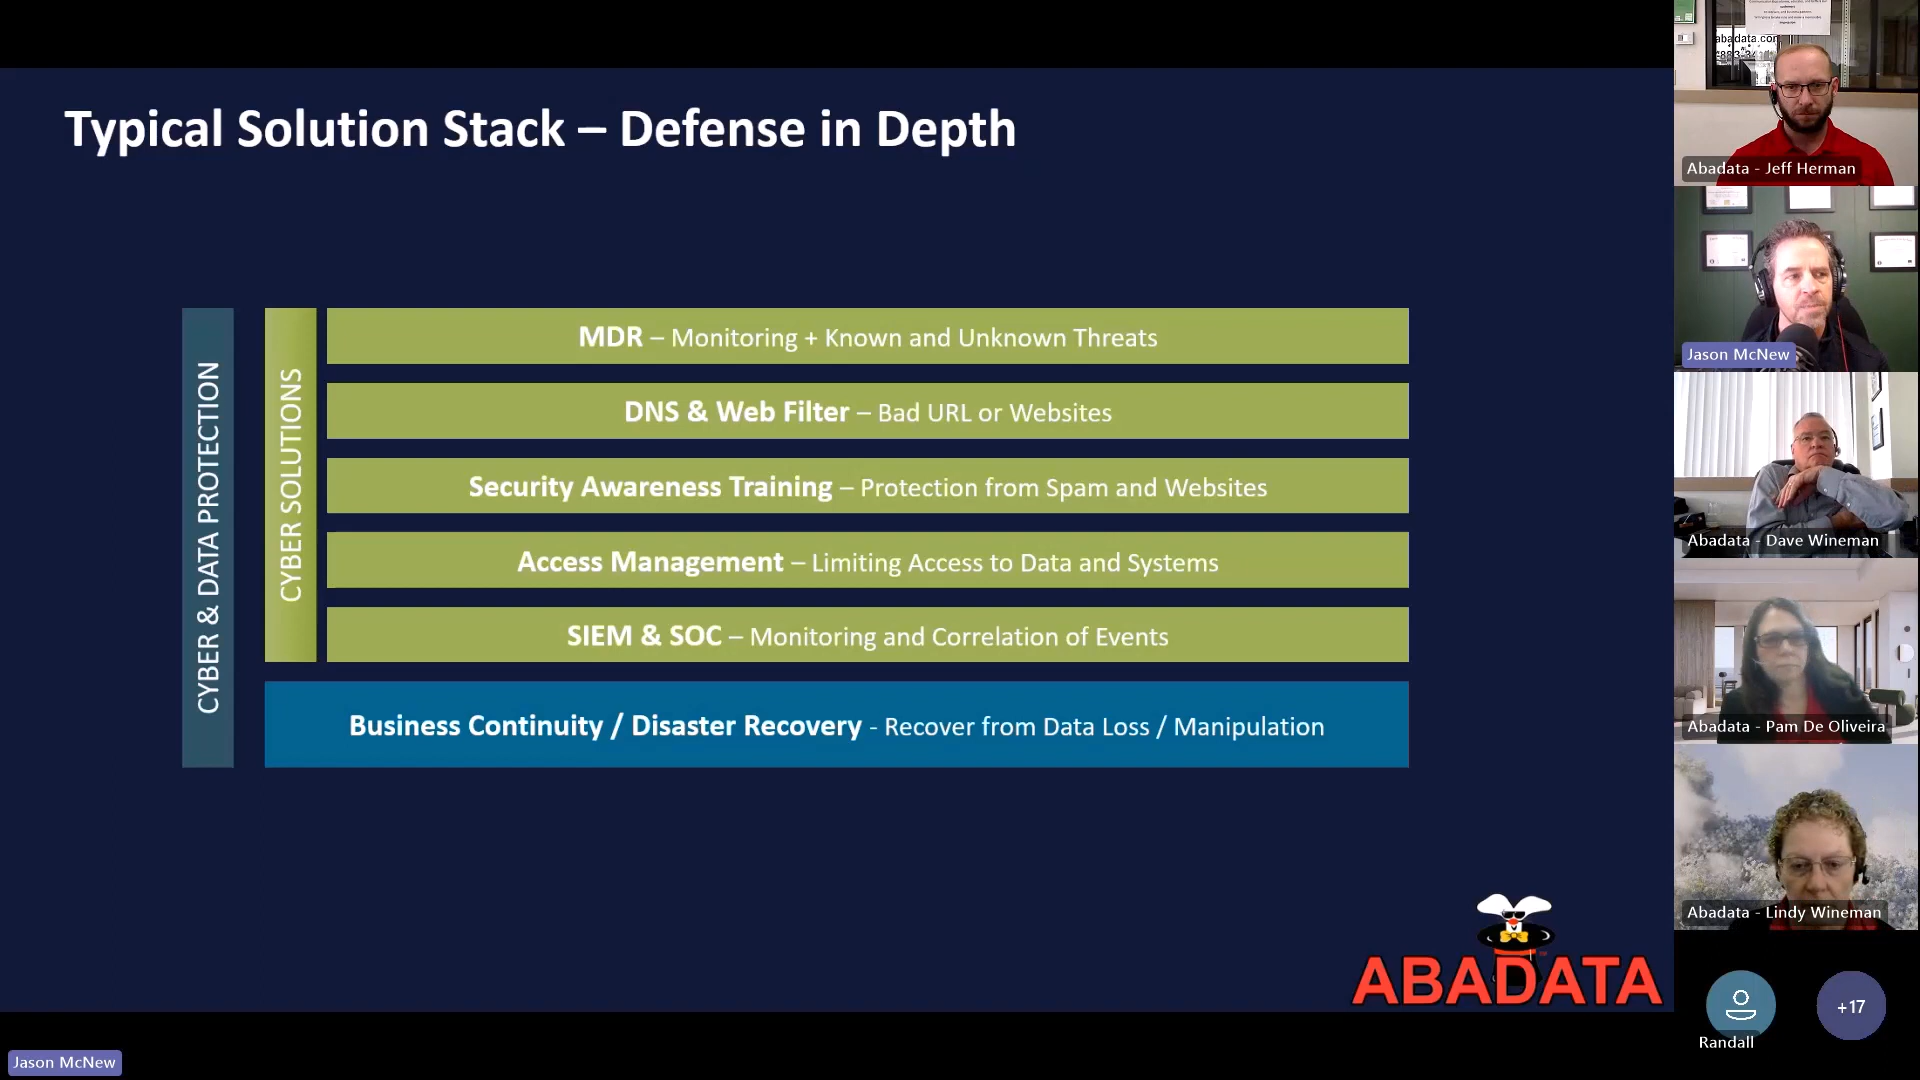 Typical Solution Stack – Defense in Depth
CYBER & DATA PROTECTION
CYBER SOLUTIONS
MDR – Monitoring + Known and Unknown Threats
DNS & Web Filter – Bad URL or Websites
Security Awareness Training – Protection from Spam and Websites
Access Management – Limiting Access to Data and Systems
SIEM & SOC – Monitoring and Correlation of Events
Business Continuity / Disaster Recovery - Recover from Data Loss / Manipulation
ABADATA
Jason McNew
abadata.com
Abadata - Jeff Herman
Jason McNew
Abadata - Dave Wineman
Abadata - Pam De Oliveira
Abadata - Lindy Wineman
Randall
+17